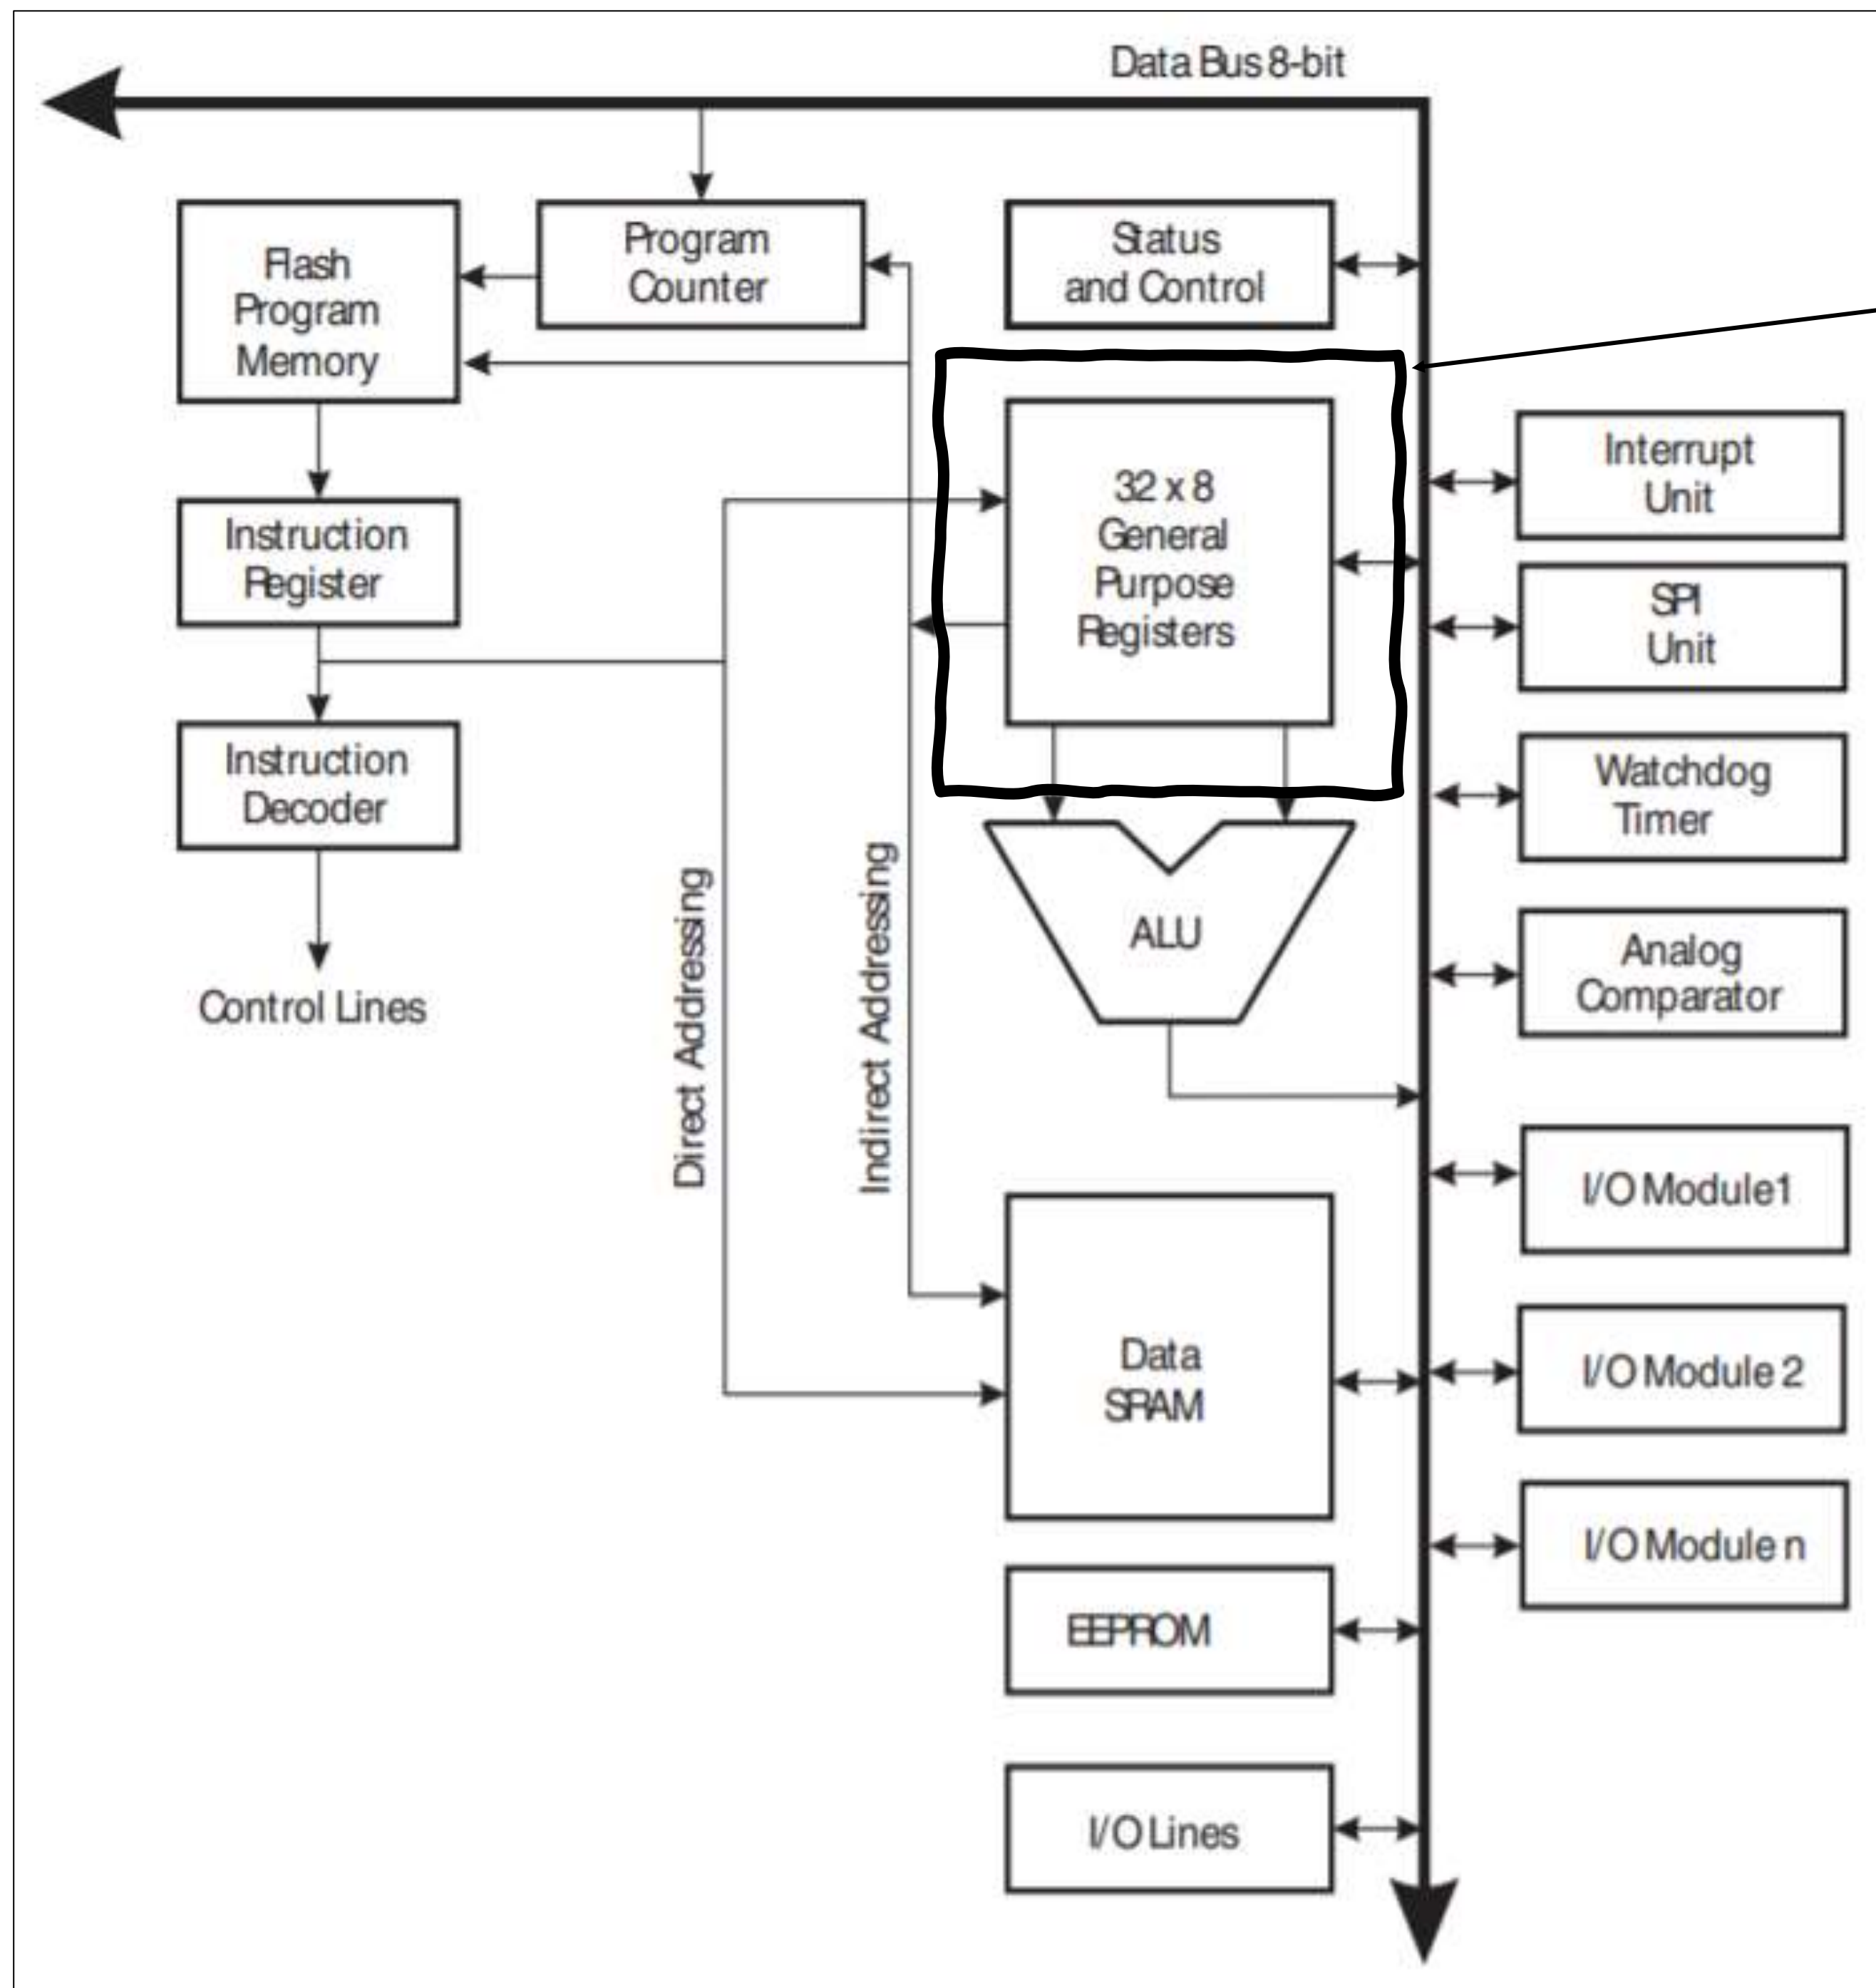 Data Bus 8-bit
Flash
Program
Memory
Program
Counter
Status
and Control
32 x 8
General
Purpose
Registers
Interrupt
Unit
Instruction
Register
SPI
Unit
Instruction
Decoder
Watchdog
Timer
Direct Addressing
Indirect Addressing
ALU
Analog
Comparator
Control Lines
I/O Module1
Data
SRAM
I/O Module 2
I/O Module n
EEPROM
I/O Lines